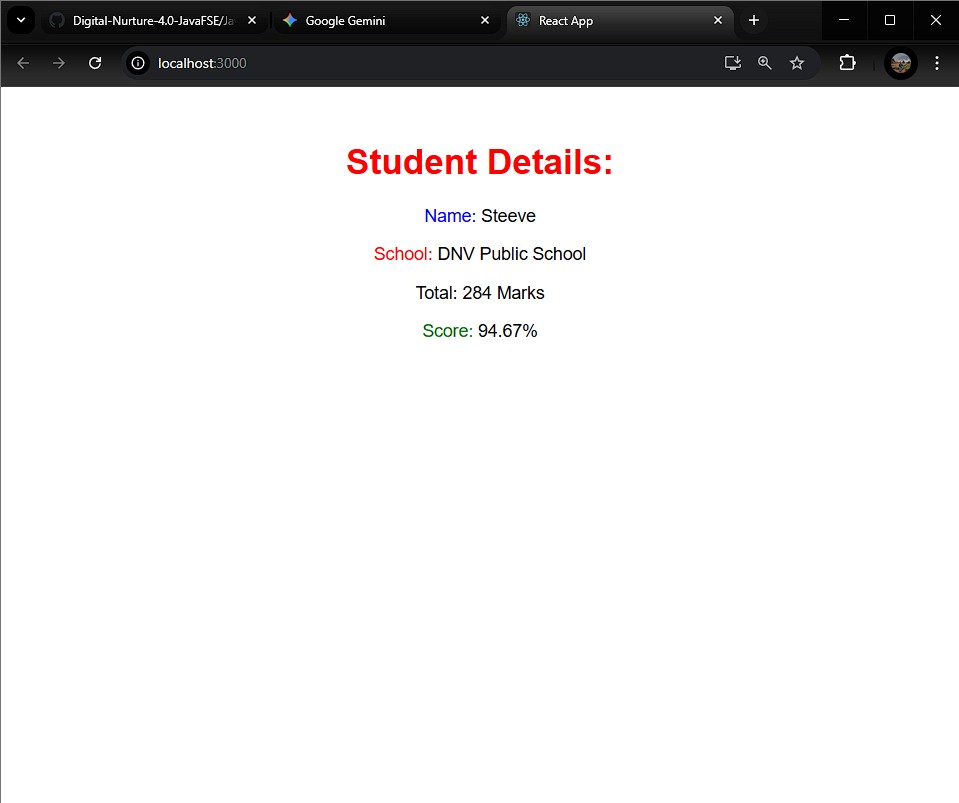 Digital-Nurture-4.0-JavaFSE/Ja
Google Gemini
React App
localhost:3000
Student Details:
Name: Steeve
School: DNV Public School
Total: 284 Marks
Score: 94.67%